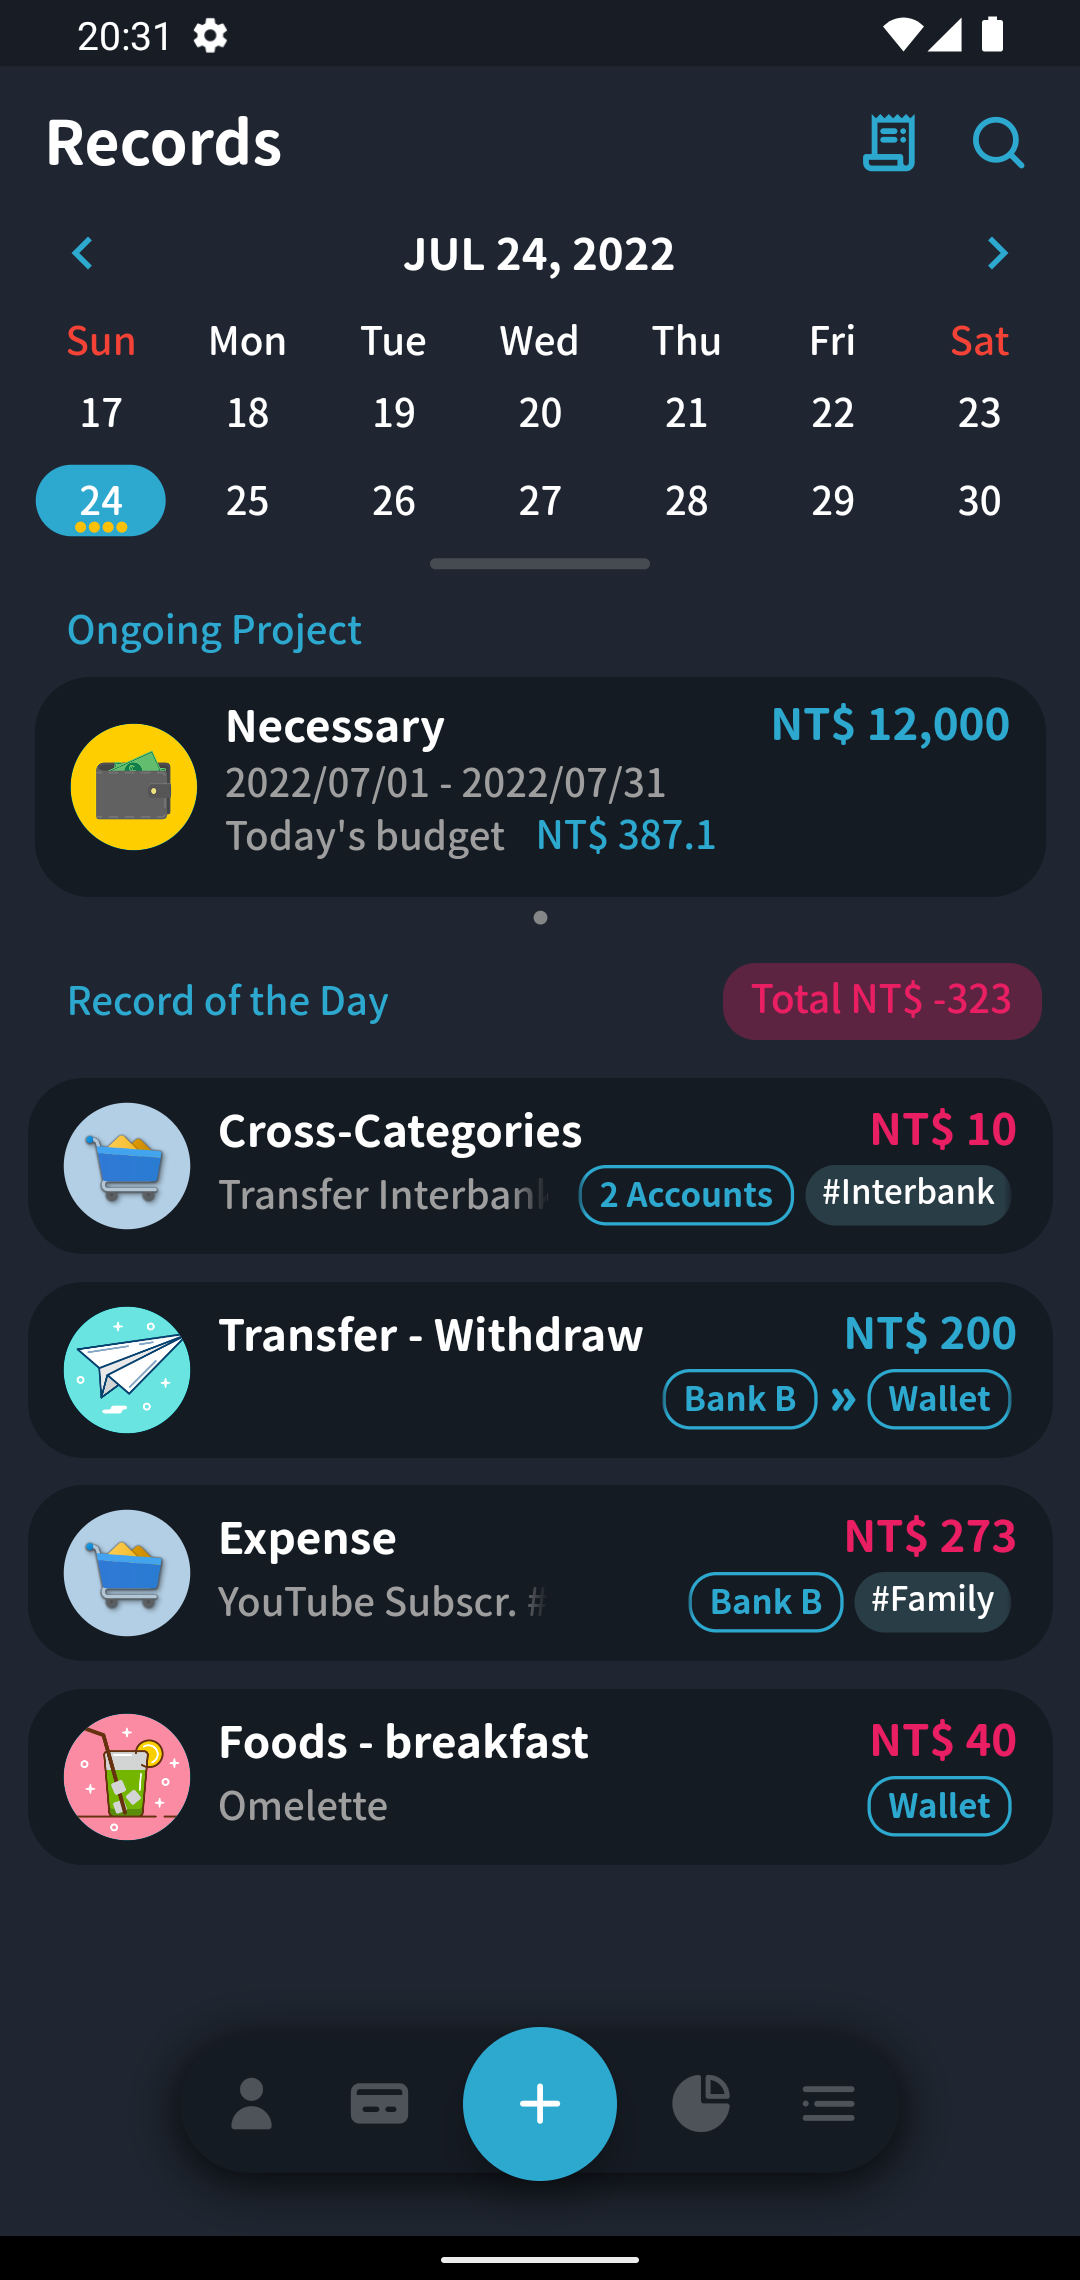 20:31
Records
JUL 24, 2022
Sun Mon Tue Wed Thu Fri Sat
17 18 19 20 21 22 23
24 25 26 27 28 29 30
Ongoing Project
Necessary NT$ 12,000
2022/07/01 - 2022/07/31
Today's budget NT$ 387.1
Record of the Day Total NT$ -323
Cross-Categories NT$ 10
Transfer Interbank 2 Accounts #Interbank
Transfer - Withdraw NT$ 200
Bank B » Wallet
Expense NT$ 273
YouTube Subscr. # Bank B #Family
Foods - breakfast NT$ 40
Omelette Wallet